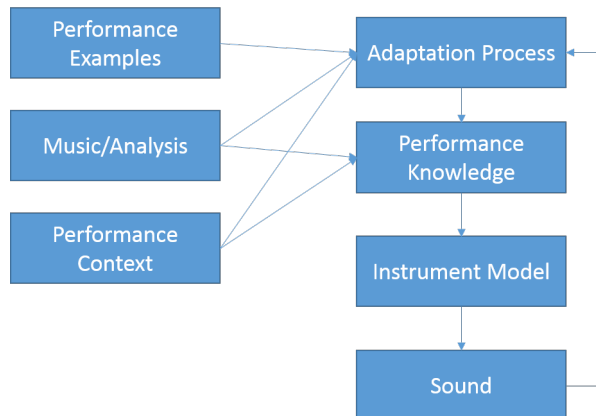 Performance
Examples
Adaptation Process
Music/Analysis
Performance
Knowledge
Performance
Context
Instrument Model
Sound